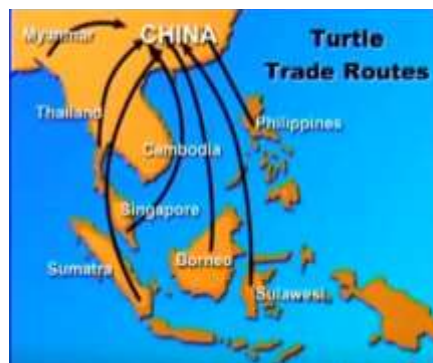 Myanmar
CHINA
Turtle
Trade Routes
Thailand
Philippines
Cambodia
Singapore
Sumatra
Borneo
Sulawesi